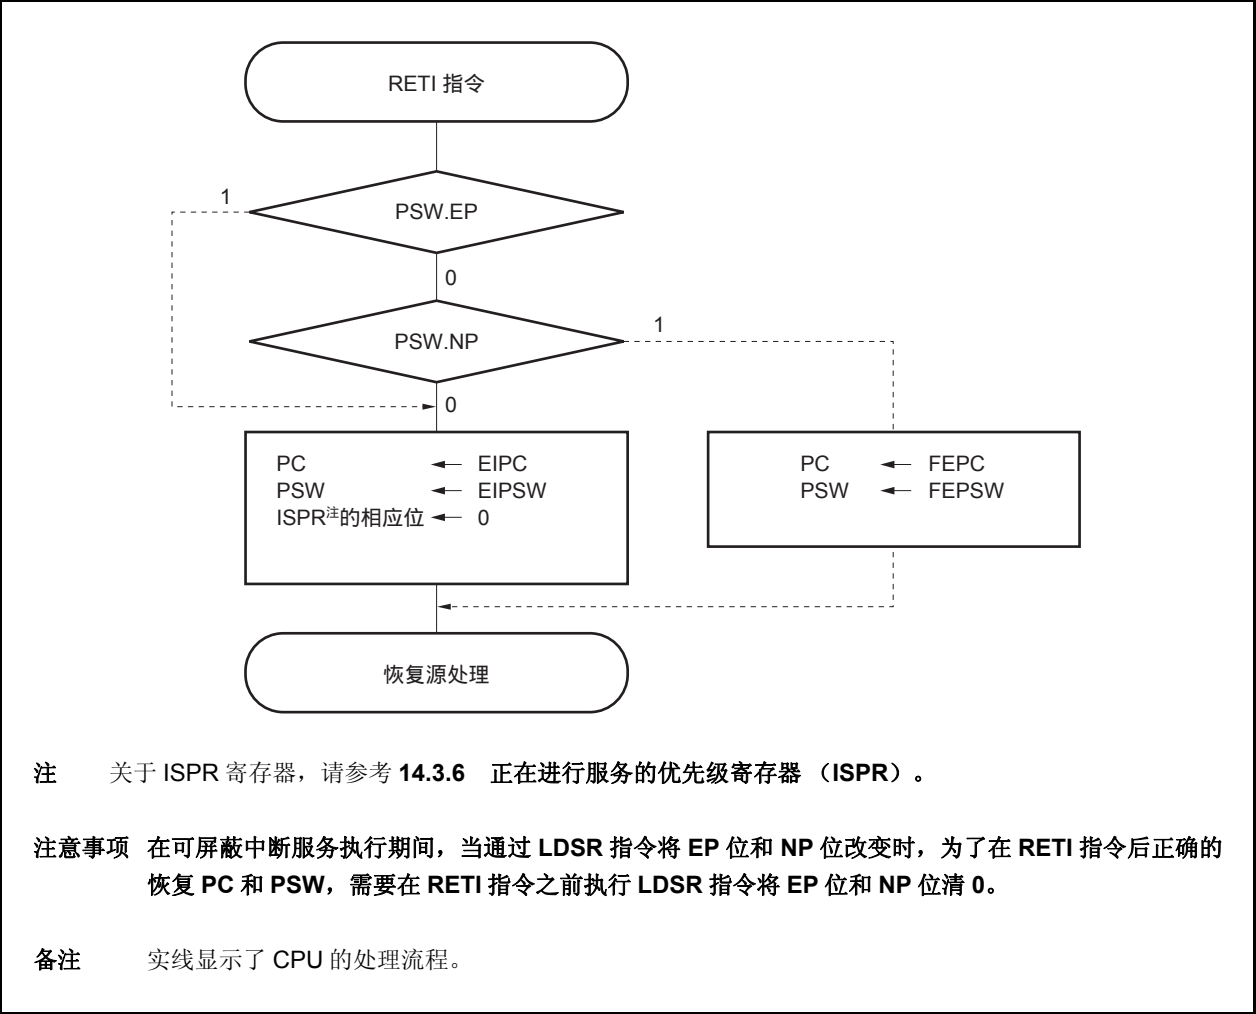 RETI 指令
1
PSW.EP
0
1
PSW.NP
0
PC ← EIPC
PSW ← EIPSW
ISPR注的相应位 ← 0
PC ← FEPC
PSW ← FEPSW
恢复源处理
注 关于 ISPR 寄存器，请参考 14.3.6 正在进行服务的优先级寄存器 （ISPR）。
注意事项 在可屏蔽中断服务执行期间，当通过 LDSR 指令将 EP 位和 NP 位改变时，为了在 RETI 指令后正确的
恢复 PC 和 PSW，需要在 RETI 指令之前执行 LDSR 指令将 EP 位和 NP 位清 0。
备注 实线显示了 CPU 的处理流程。